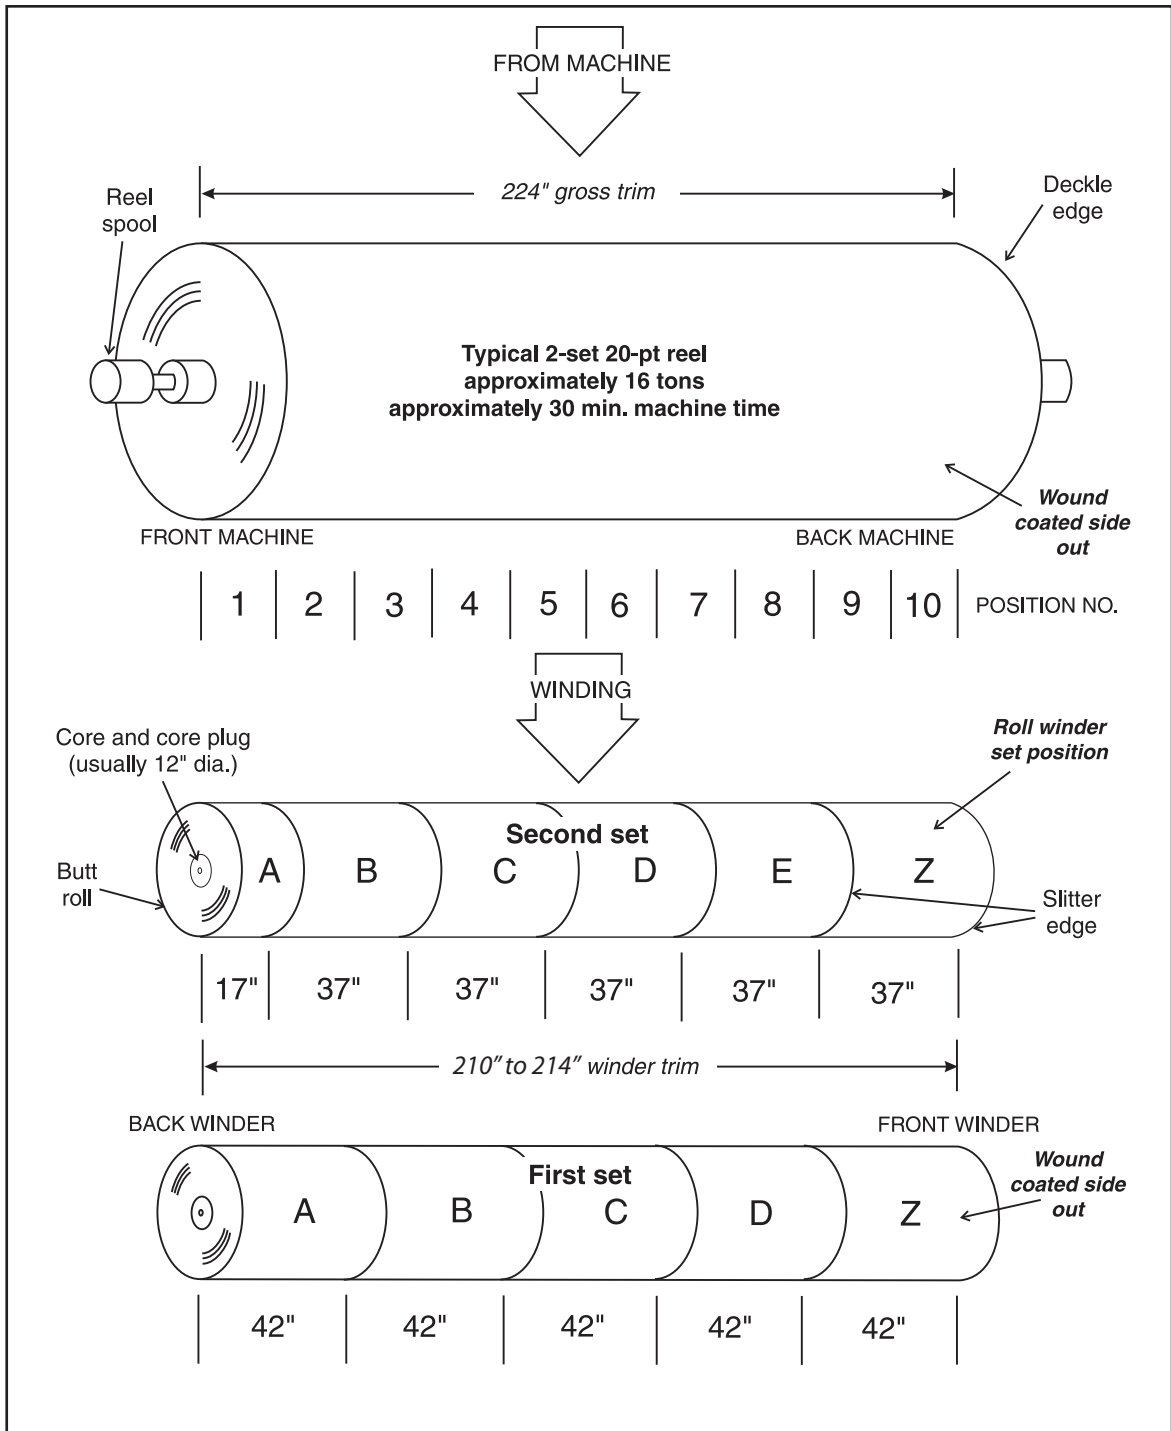 FROM MACHINE
224" gross trim
Reel
spool
Deckle
edge
Typical 2-set 20-pt reel
approximately 16 tons
approximately 30 min. machine time
Wound
coated side
out
FRONT MACHINE
BACK MACHINE
1 2 3 4 5 6 7 8 9 10 POSITION NO.
WINDING
Core and core plug
(usually 12" dia.)
Roll winder
set position
Second set
Butt
roll
A B C D E Z
Slitter
edge
17" 37" 37" 37" 37" 37"
210" to 214" winder trim
BACK WINDER
FRONT WINDER
First set
Wound
coated side
out
A B C D Z
42" 42" 42" 42" 42"